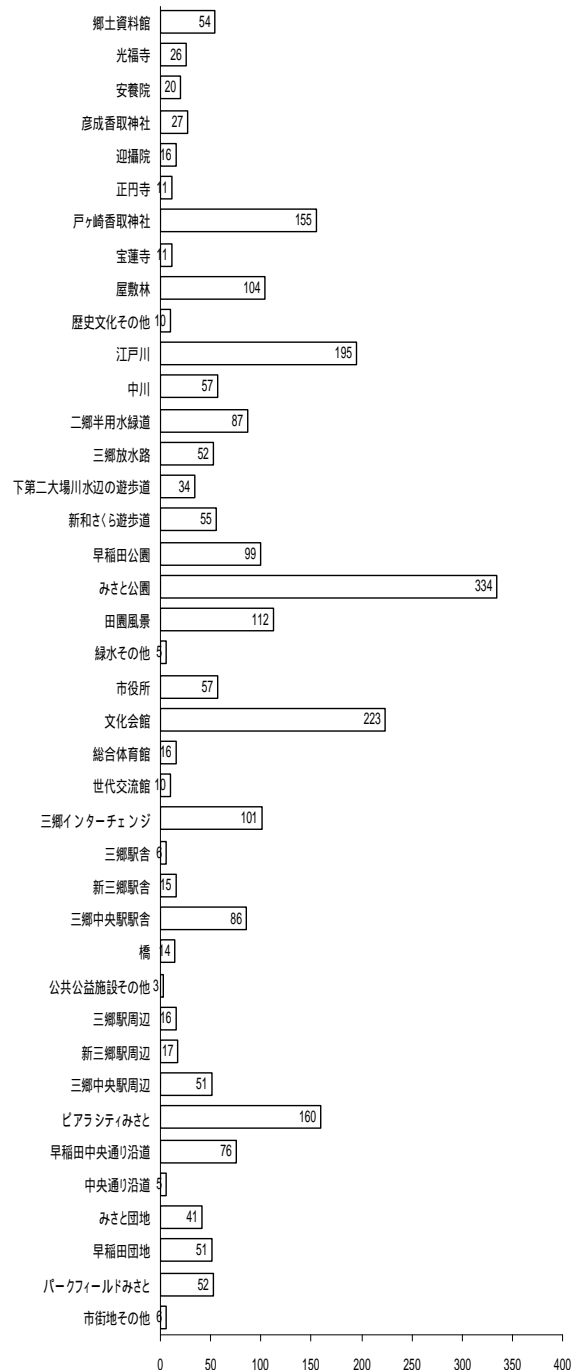 郷土資料館 54
光福寺 26
安養院 20
彦成香取神社 27
迎攝院 16
正円寺 11
戸ヶ崎香取神社 155
宝蓮寺 11
屋敷林 104
歴史文化その他 10
江戸川 195
中川 57
二郷半用水緑道 87
三郷放水路 52
下第二大場川水辺の遊歩道 34
新和さくら遊歩道 55
早稲田公園 99
みさと公園 334
田園風景 112
緑水その他 5
市役所 57
文化会館 223
総合体育館 16
世代交流館 10
三郷インターチェンジ 101
三郷駅舎 6
新三郷駅舎 15
三郷中央駅駅舎 86
橋 14
公共公益施設その他 3
三郷駅周辺 16
新三郷駅周辺 17
三郷中央駅周辺 51
ピアラシティみさと 160
早稲田中央通り沿道 76
中央通り沿道 5
みさと団地 41
早稲田団地 51
パークフィールドみさと 52
市街地その他 6
0 50 100 150 200 250 300 350 400